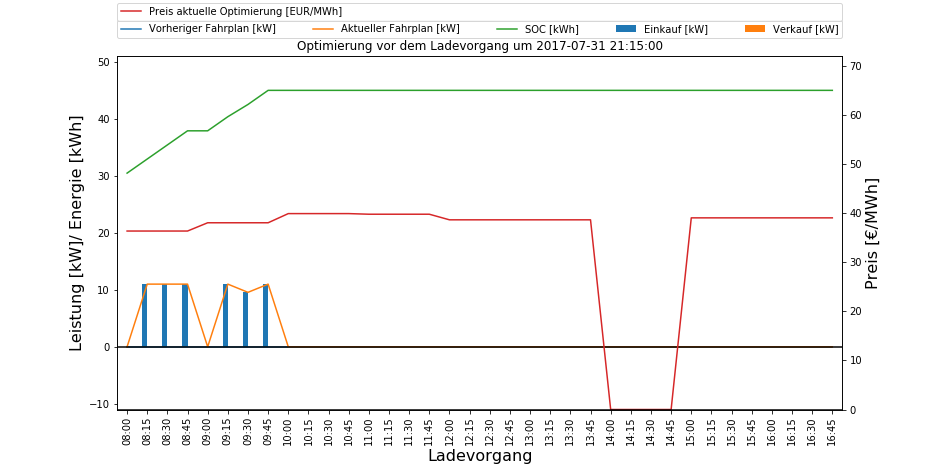 Preis aktuelle Optimierung [EUR/MWh]
Vorheriger Fahrplan [kW] Aktueller Fahrplan [kW] SOC [kWh] Einkauf [kW] Verkauf [kW]
Optimierung vor dem Ladevorgang um 2017-07-31 21:15:00
Leistung [kW]/ Energie [kWh]
50
40
30
20
10
0
−10
Preis [€/MWh]
70
60
50
40
30
20
10
0
08:00 08:15 08:30 08:45 09:00 09:15 09:30 09:45 10:00 10:15 10:30 10:45 11:00 11:15 11:30 11:45 12:00 12:15 12:30 12:45 13:00 13:15 13:30 13:45 14:00 14:15 14:30 14:45 15:00 15:15 15:30 15:45 16:00 16:15 16:30 16:45
Ladevorgang